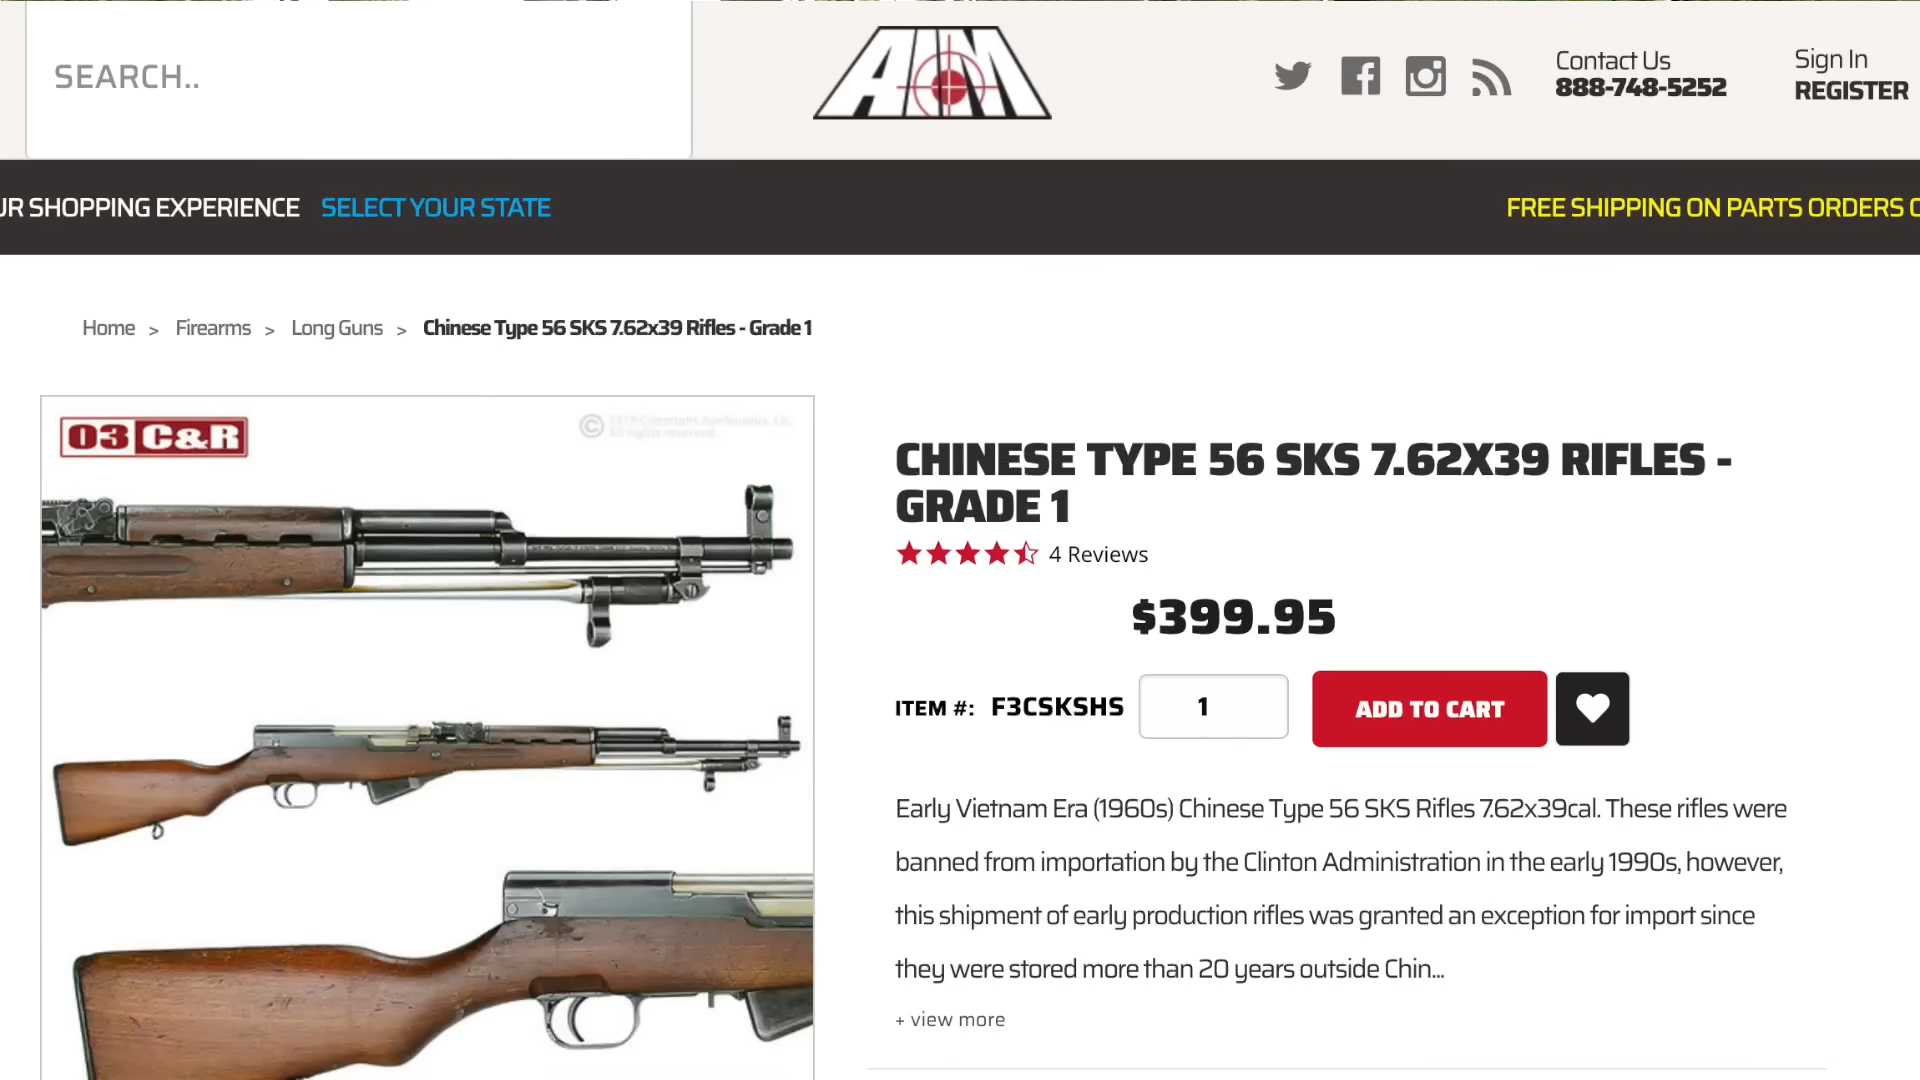 SEARCH..
AIM
Contact Us
888-748-5252
Sign In
REGISTER
UR SHOPPING EXPERIENCE SELECT YOUR STATE
FREE SHIPPING ON PARTS ORDERS
Home > Firearms > Long Guns > Chinese Type 56 SKS 7.62x39 Rifles - Grade 1
03 C&R
CHINESE TYPE 56 SKS 7.62X39 RIFLES -
GRADE 1
4 Reviews
$399.95
ITEM #: F3CSKSHS 1 ADD TO CART
Early Vietnam Era (1960s) Chinese Type 56 SKS Rifles 7.62x39cal. These rifles were
banned from importation by the Clinton Administration in the early 1990s, however,
this shipment of early production rifles was granted an exception for import since
they were stored more than 20 years outside Chin...
+ view more